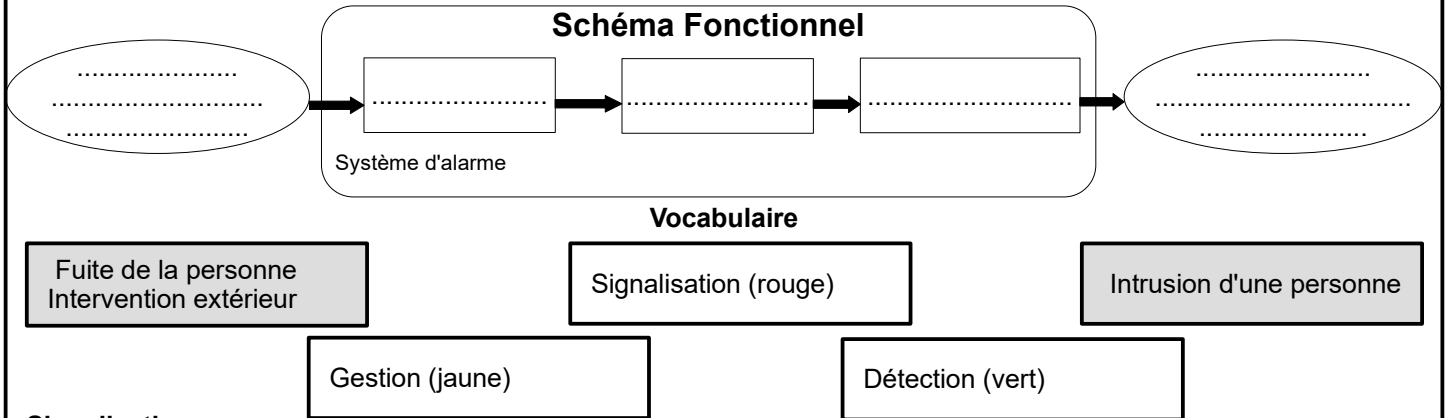 Schéma Fonctionnel
......................
.............................
.........................
........................
.........................
............................
........................
...................................
.......................
Système d'alarme
Vocabulaire
Fuite de la personne
Intervention extérieur
Signalisation (rouge)
Intrusion d'une personne
Gestion (jaune)
Détection (vert)